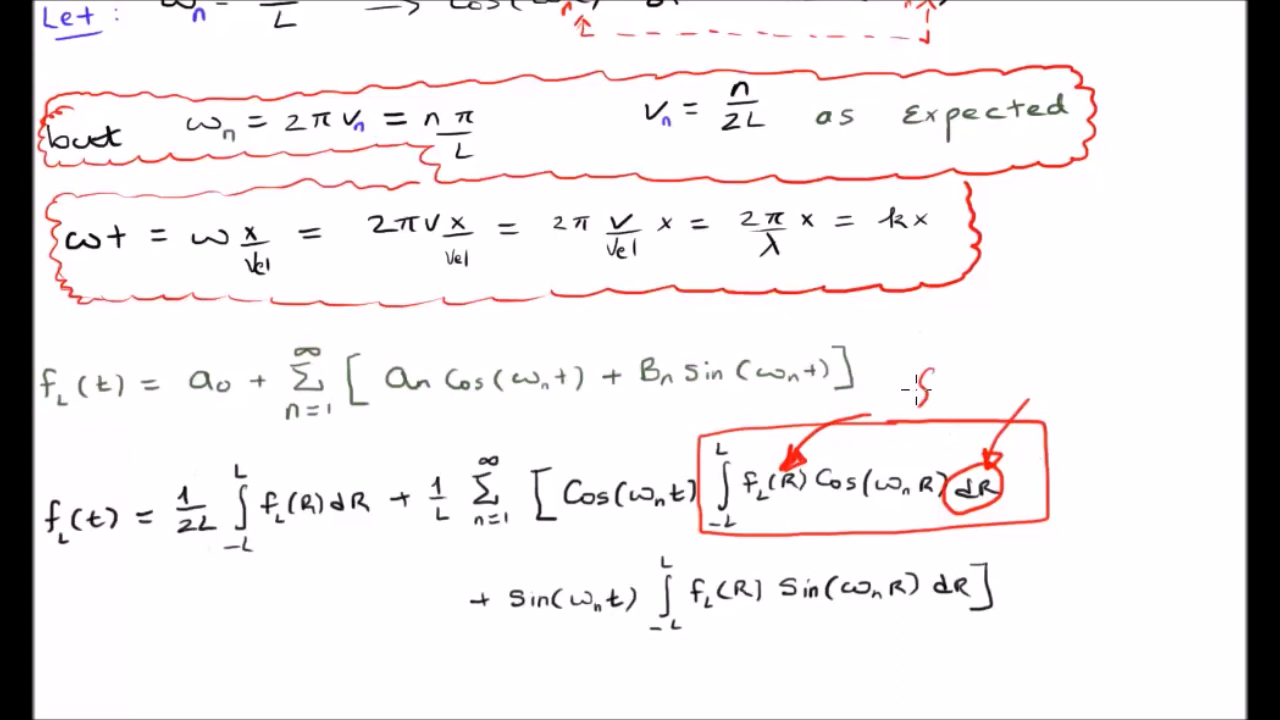 Let : ωn = L → Cos(ω
but ωn = 2π νn = n π/L νn = n/2L as Expected
ωt = ω x/Vel = 2πν x/Vel = 2π ν/Vel x = 2π/λ x = kx
fL(t) = a0 + ∑_{n=1}^{∞} [ an Cos(ωnt) + Bn Sin(ωnt) ]
fL(t) = 1/2L ∫_{-L}^{L} fL(R)dR + 1/L ∑_{n=1}^{∞} [ Cos(ωnt) ∫_{-L}^{L} fL(R) Cos(ωnR) dR
+ Sin(ωnt) ∫_{-L}^{L} fL(R) Sin(ωnR) dR ]